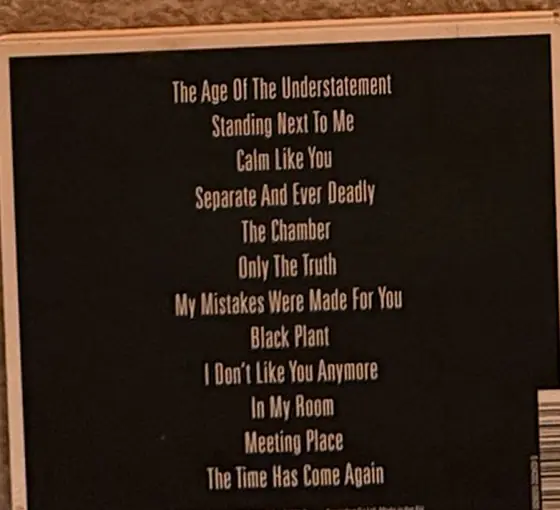 The Age Of The Understatement
Standing Next To Me
Calm Like You
Separate And Ever Deadly
The Chamber
Only The Truth
My Mistakes Were Made For You
Black Plant
I Don't Like You Anymore
In My Room
Meeting Place
The Time Has Come Again